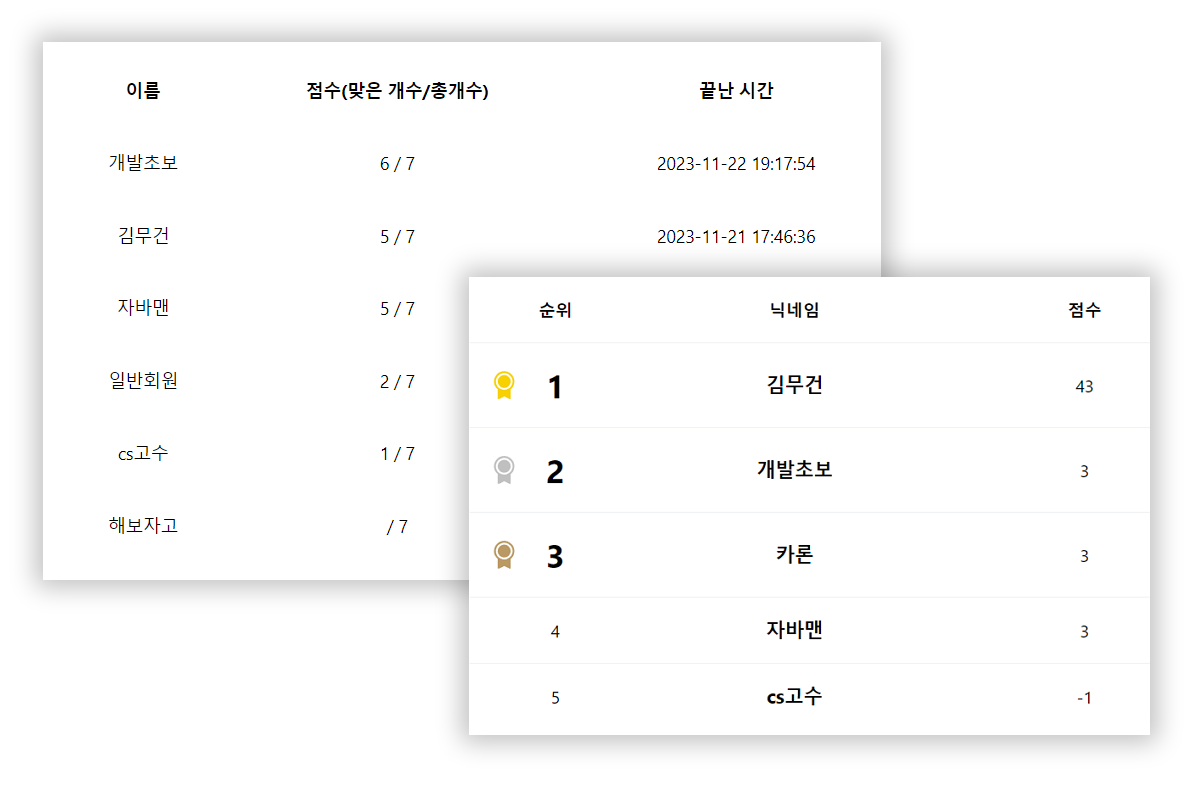 이름 점수(맞은 개수/총개수) 끝난 시간
개발초보 6 / 7 2023-11-22 19:17:54
김무건 5 / 7 2023-11-21 17:46:36
자바맨 5 / 7
일반회원 2 / 7
cs고수 1 / 7
해보자고 / 7
순위 닉네임 점수
1 김무건 43
2 개발초보 3
3 카론 3
4 자바맨 3
5 cs고수 -1